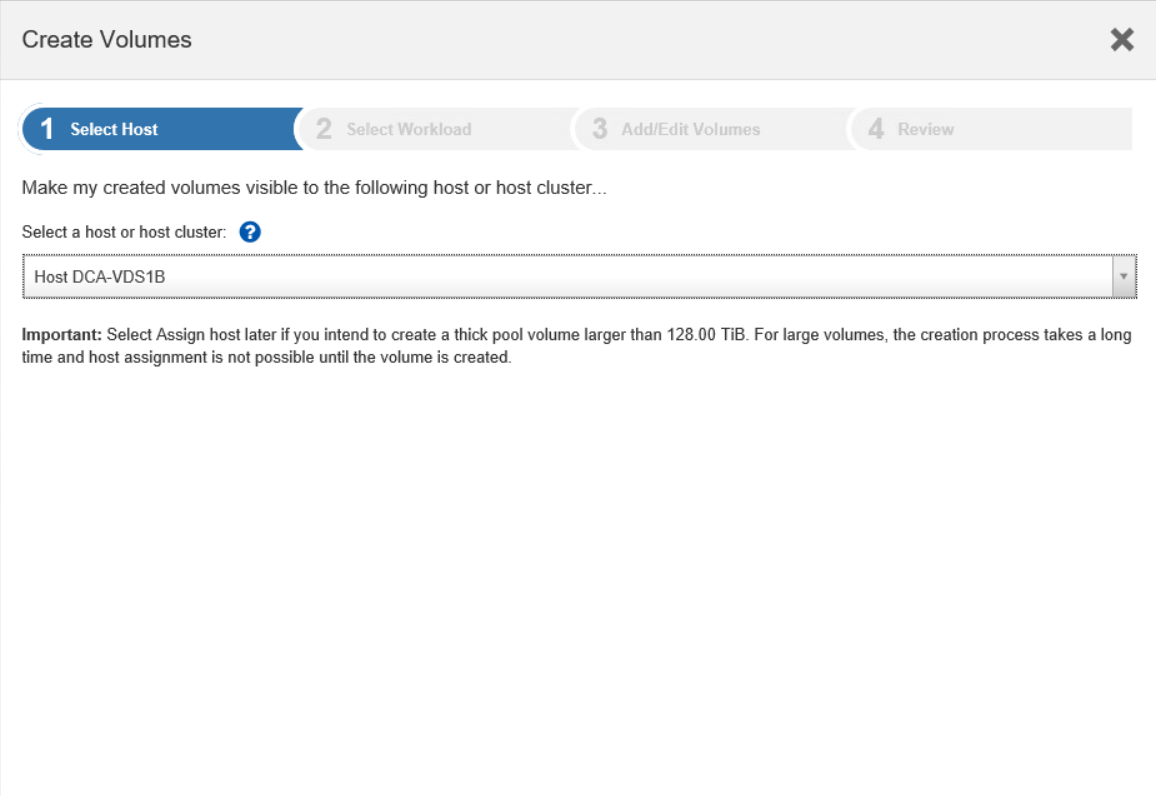 Create Volumes
1 Select Host
2 Select Workload
3 Add/Edit Volumes
4 Review
Make my created volumes visible to the following host or host cluster...
Select a host or host cluster: ?
Host DCA-VDS1B
Important: Select Assign host later if you intend to create a thick pool volume larger than 128.00 TiB. For large volumes, the creation process takes a long
time and host assignment is not possible until the volume is created.